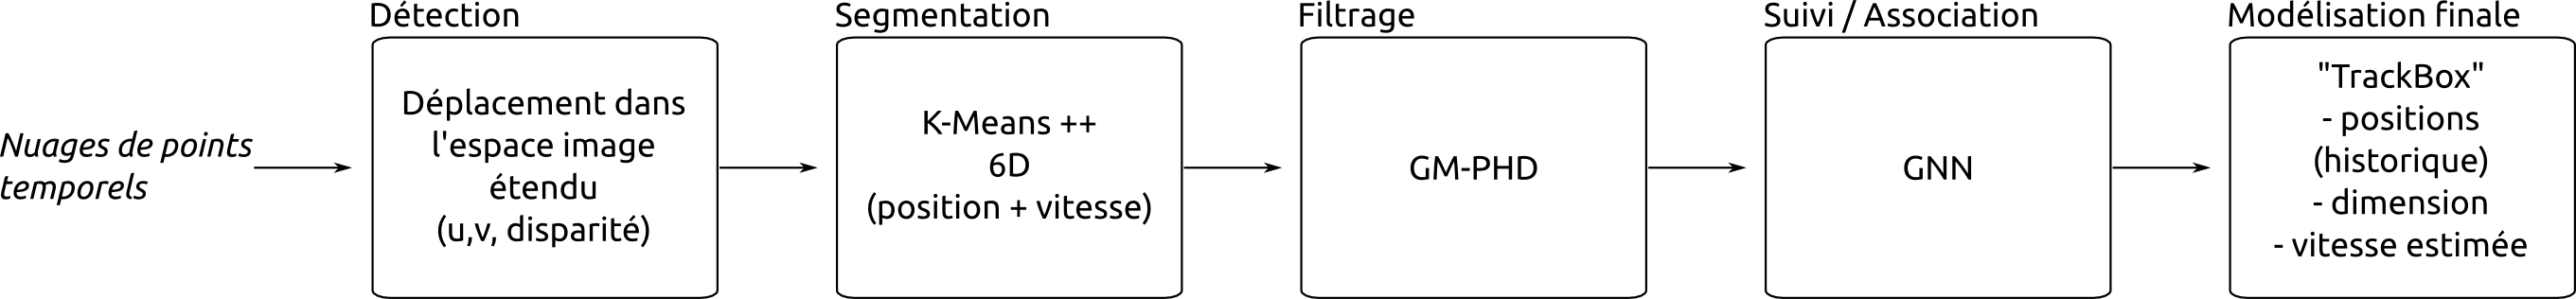 Nuages de points
temporels
Détection
Déplacement dans
l'espace image
étendu
(u,v, disparité)
Segmentation
K-Means ++
6D
(position + vitesse)
Filtrage
GM-PHD
Suivi / Association
GNN
Modélisation finale
"TrackBox"
- positions
(historique)
- dimension
- vitesse estimée